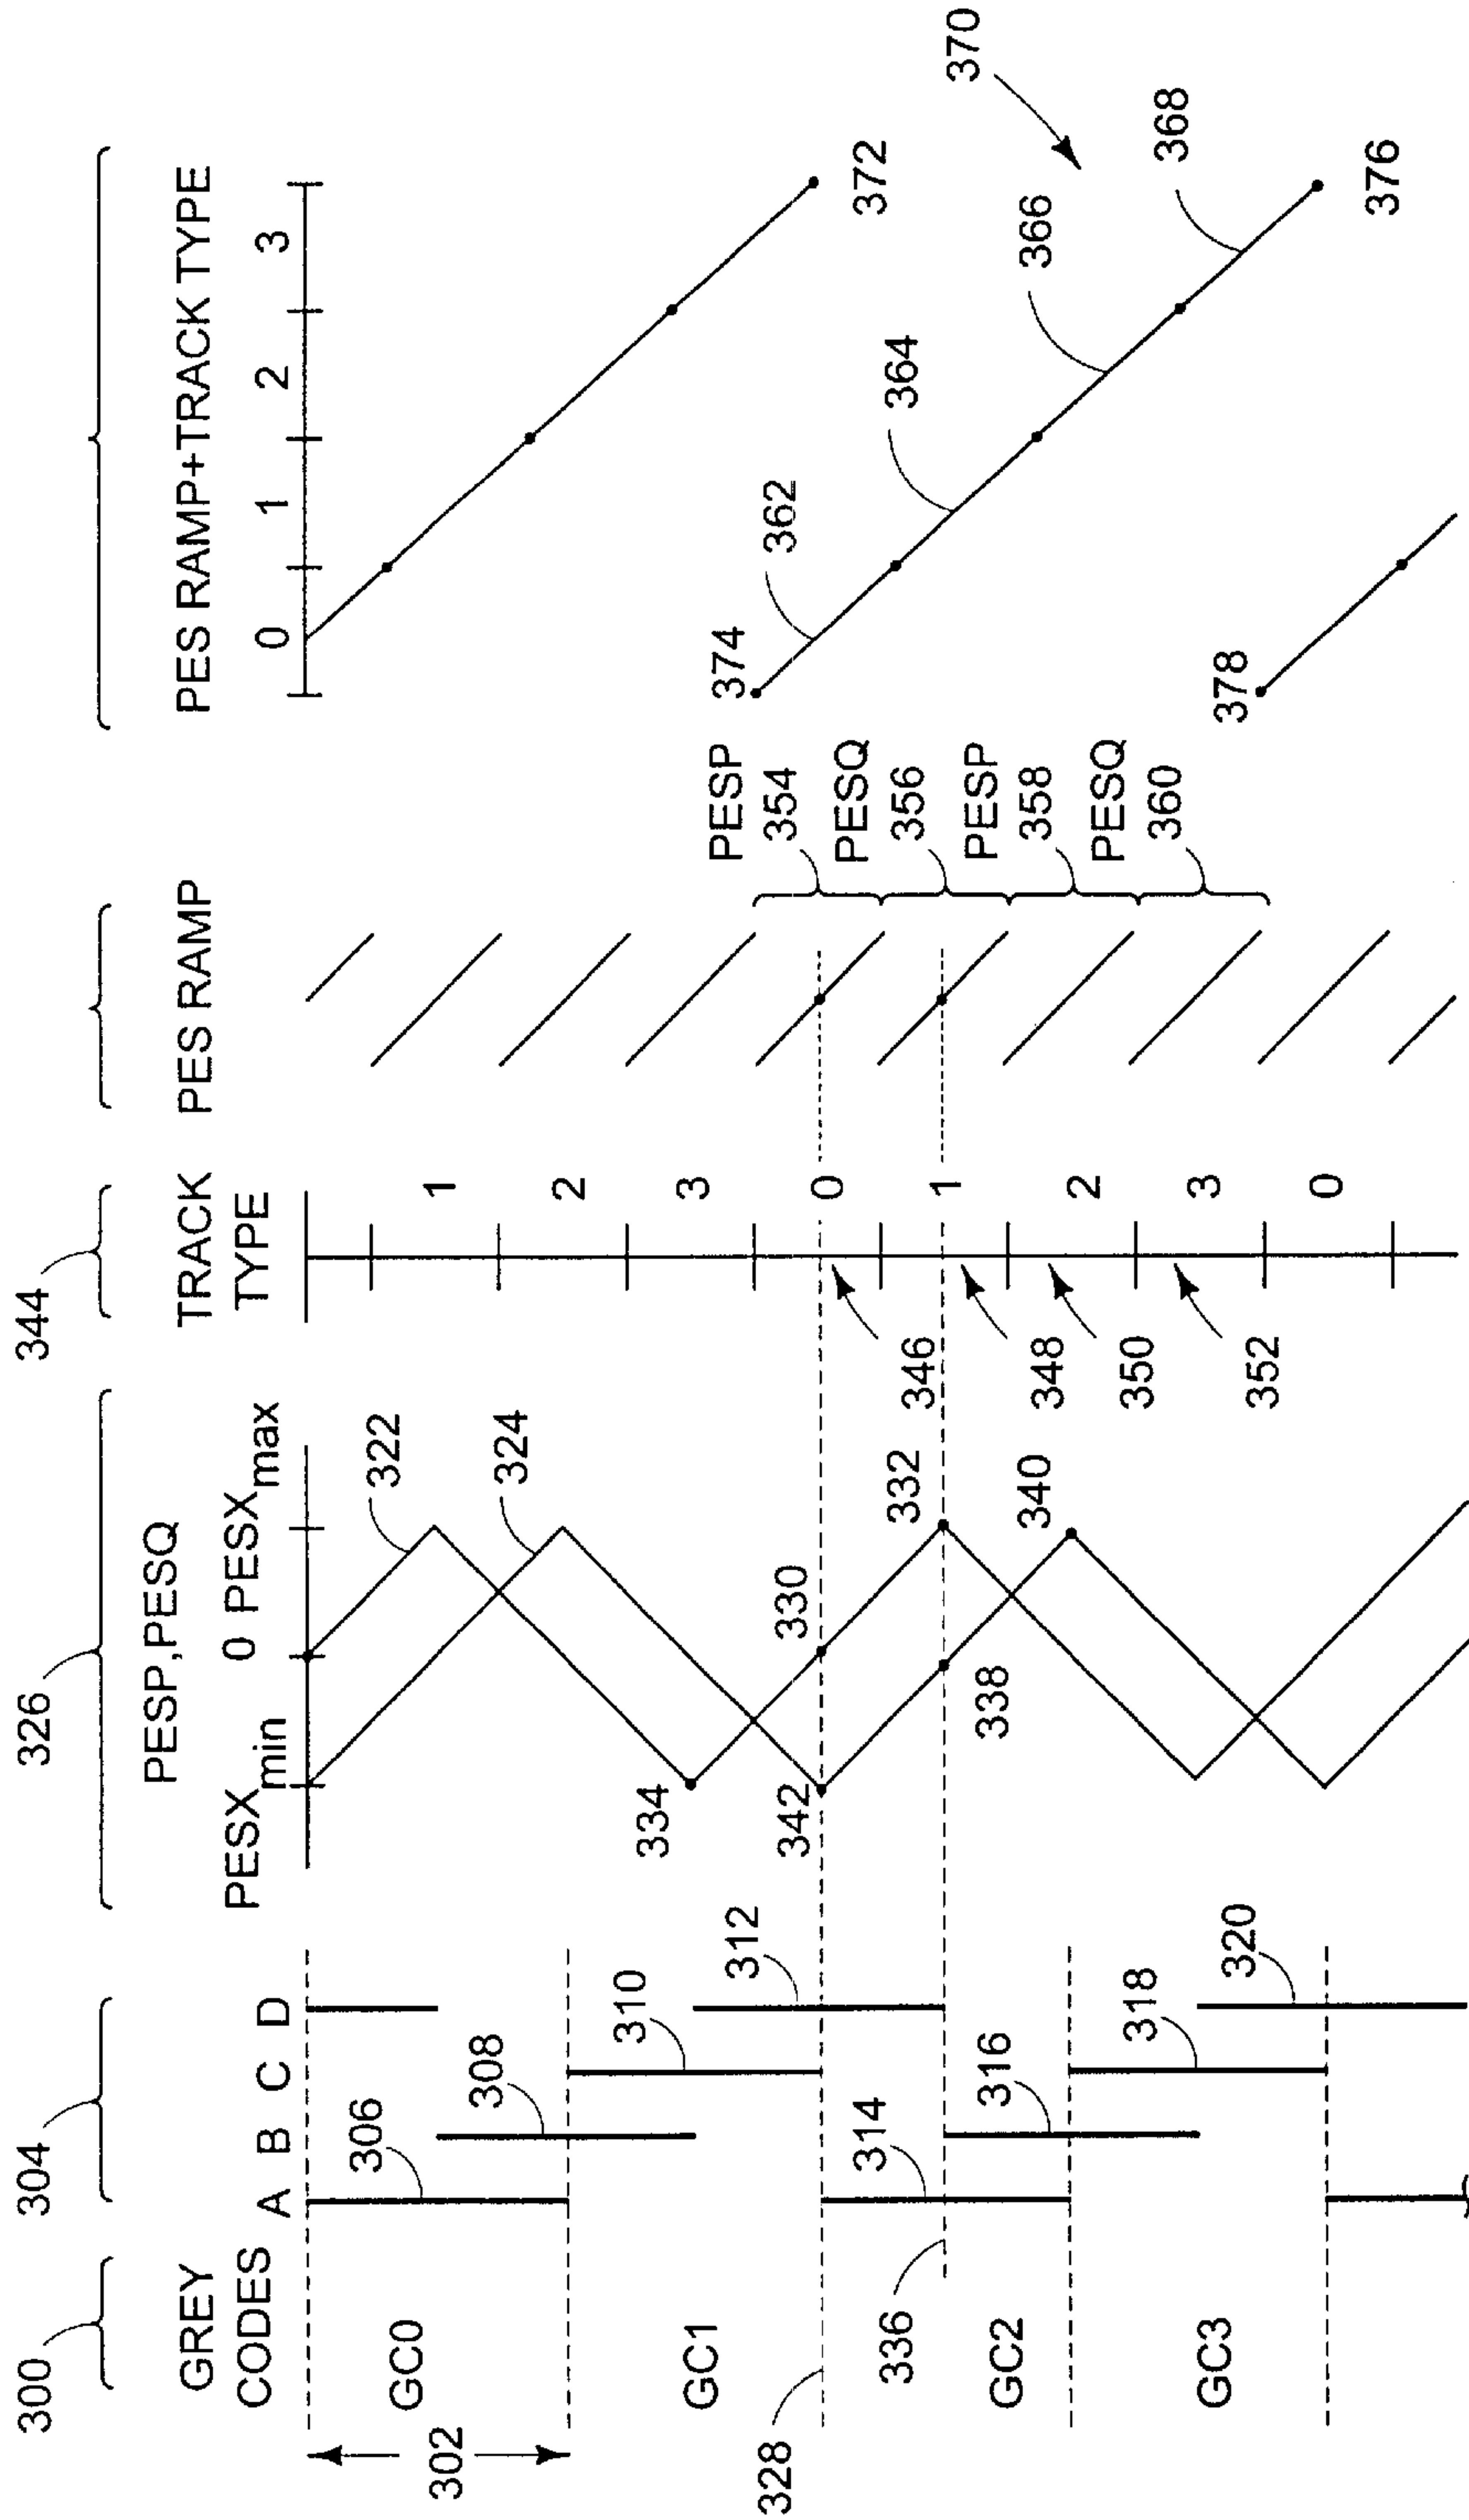 300
GREY
CODES
GC0
GC1
GC2
GC3
302
328
336
304
A B C D
306
308
310
312
314
316
318
320
326
PESP,PESQ
PESXmin 0 PESXmax
322
324
334
342
330
332
338
340
344
TRACK
TYPE
1
2
3
0
1
2
3
0
346
348
350
352
PES RAMP
PESP
354
PESQ
356
PESP
358
PESQ
360
PES RAMP+TRACK TYPE
0 1 2 3
372
374
362
364
366
368
370
376
378